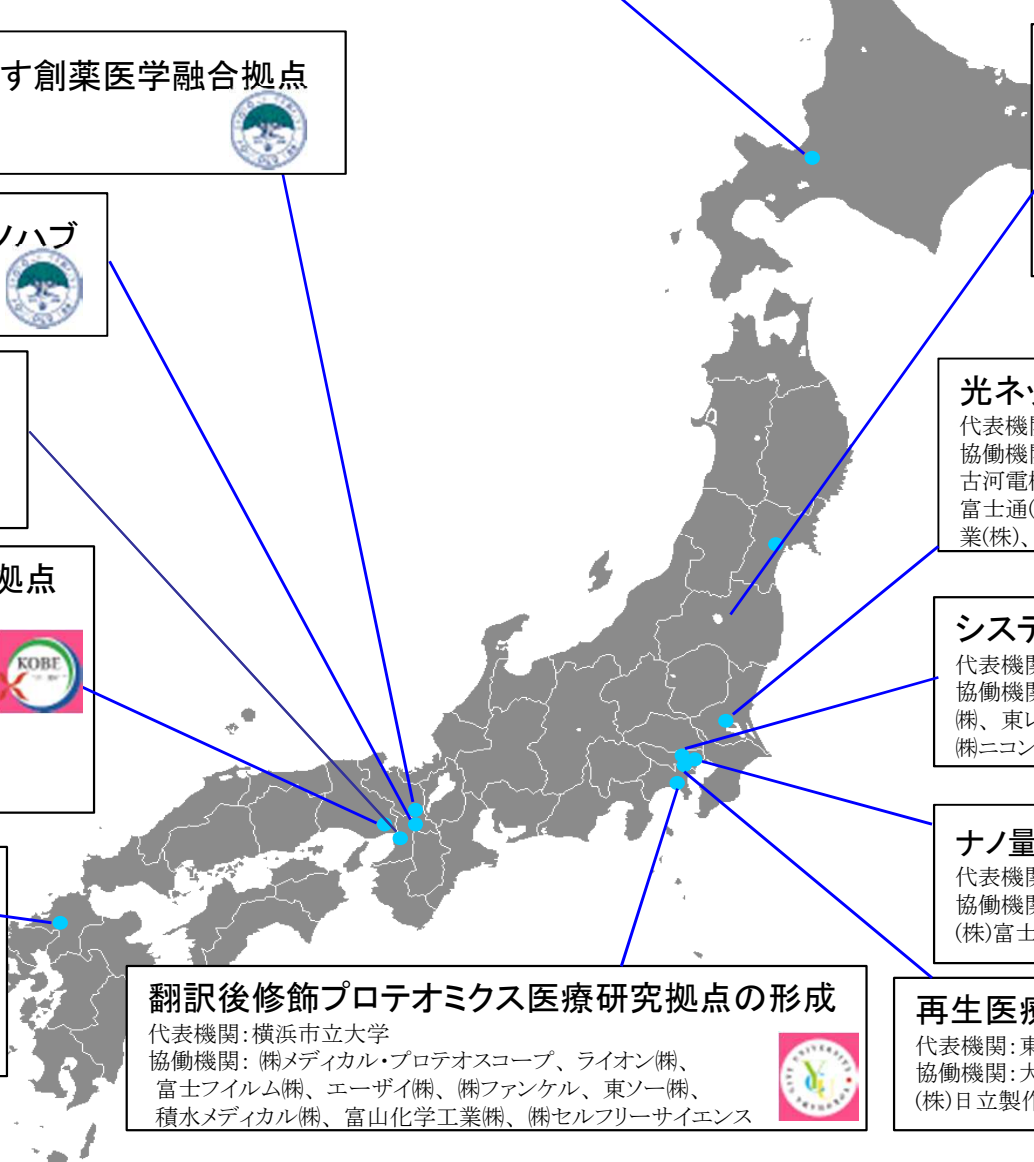 す創薬医学融合拠点
ノハブ
処点
KOBE
光ネッ
代表機関
協働機関
古河電機
富士通(
業(株)、
システ
代表機関
協働機関
㈱、東レ
㈱ニコン
ナノ量
代表機関
協働機関
(株)富士
翻訳後修飾プロテオミクス医療研究拠点の形成
代表機関：横浜市立大学
協働機関： ㈱メディカル・プロテオスコープ、ライオン㈱、
富士フイルム㈱、エーザイ㈱、㈱ファンケル、東ソー㈱、
積水メディカル㈱、富山化学工業㈱、㈱セルフリーサイエンス
再生医療
代表機関：東
協働機関：大
(株)日立製作